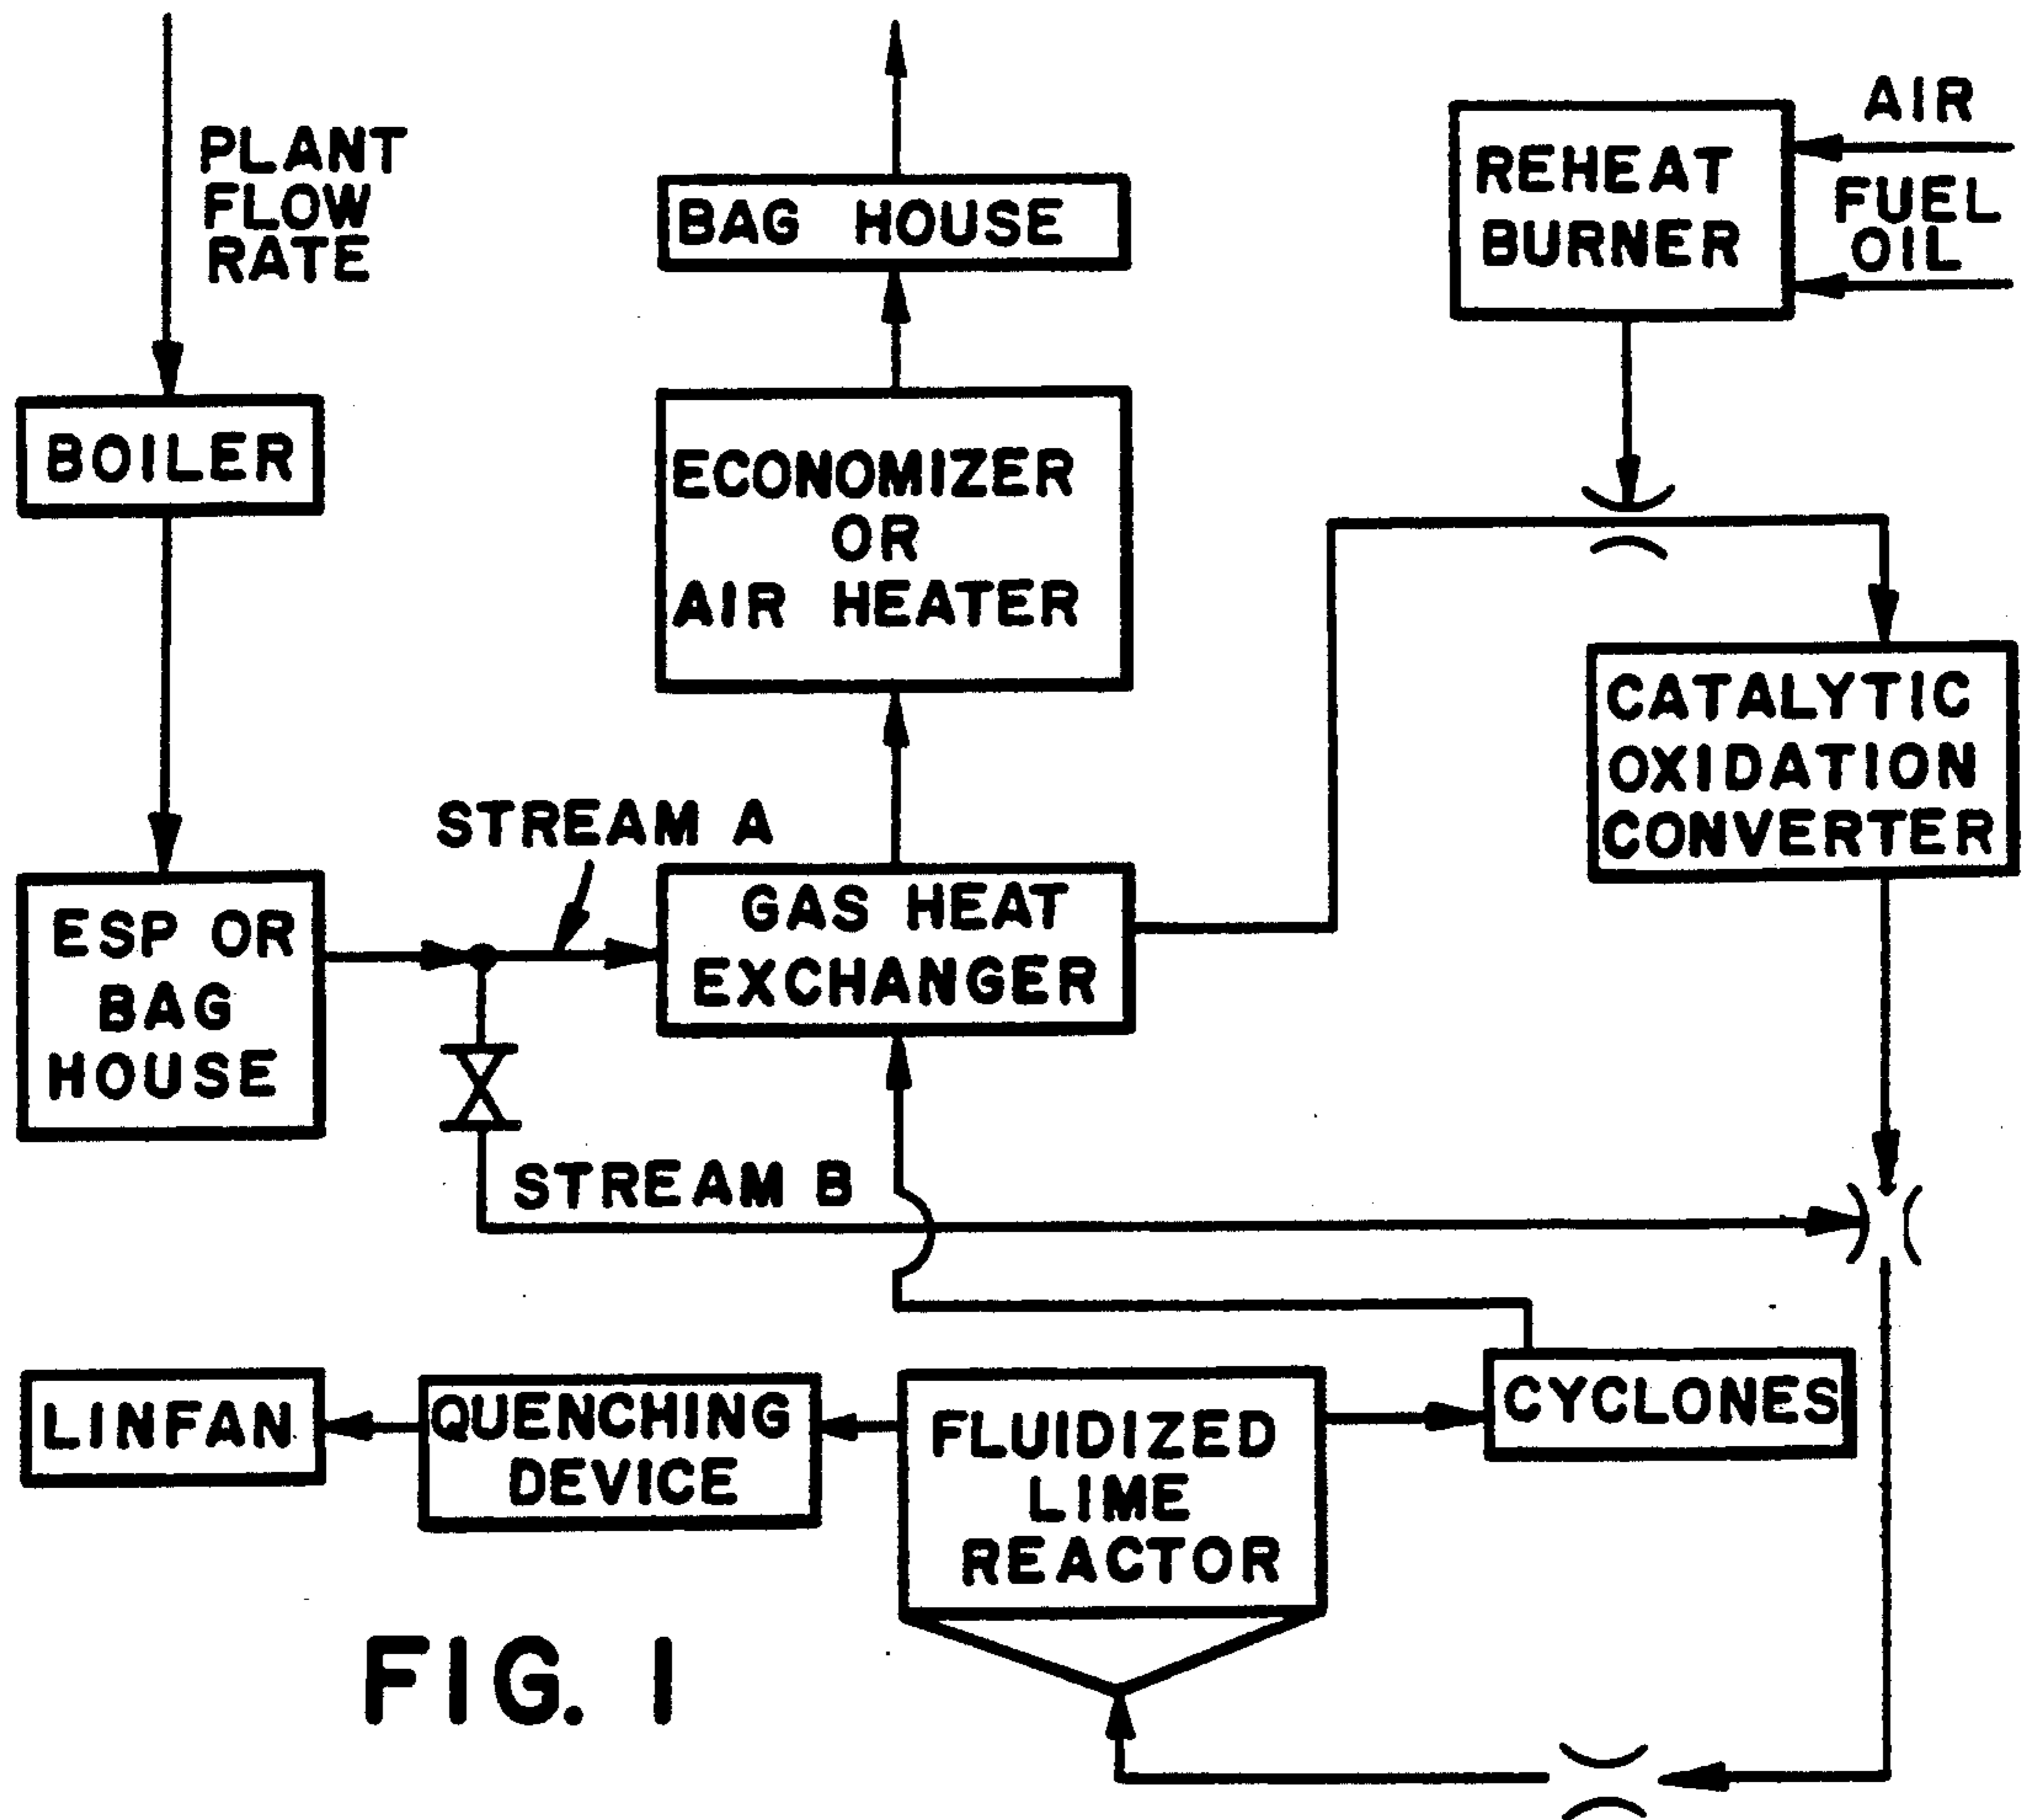 PLANT
FLOW
RATE
BOILER
ESP OR
BAG
HOUSE
BAG HOUSE
ECONOMIZER
OR
AIR HEATER
STREAM A
GAS HEAT
EXCHANGER
STREAM B
REHEAT
BURNER
AIR
FUEL
OIL
CATALYTIC
OXIDATION
CONVERTER
LINFAN
QUENCHING
DEVICE
FLUIDIZED
LIME
REACTOR
CYCLONES
FIG. 1